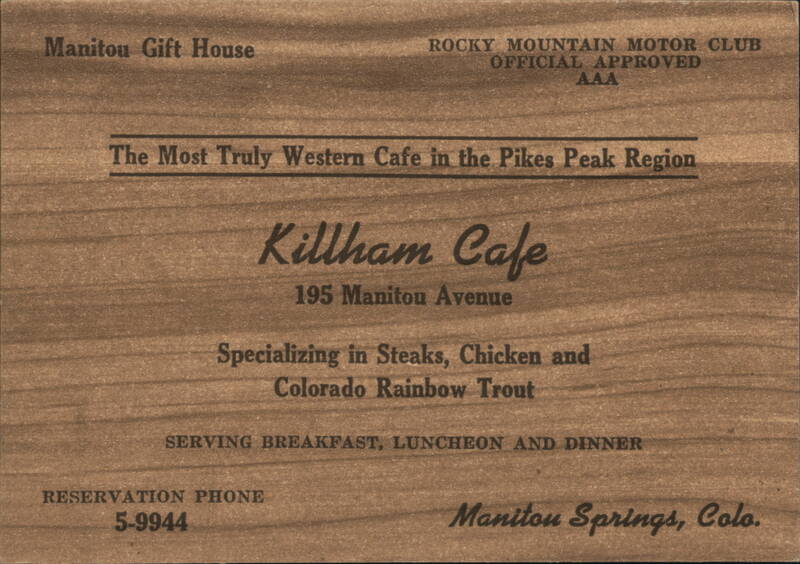 Manitou Gift House
ROCKY MOUNTAIN MOTOR CLUB
OFFICIAL APPROVED
AAA
The Most Truly Western Cafe in the Pikes Peak Region
Killham Cafe
195 Manitou Avenue
Specializing in Steaks, Chicken and
Colorado Rainbow Trout
SERVING BREAKFAST, LUNCHEON AND DINNER
RESERVATION PHONE
5-9944
Manitou Springs, Colo.